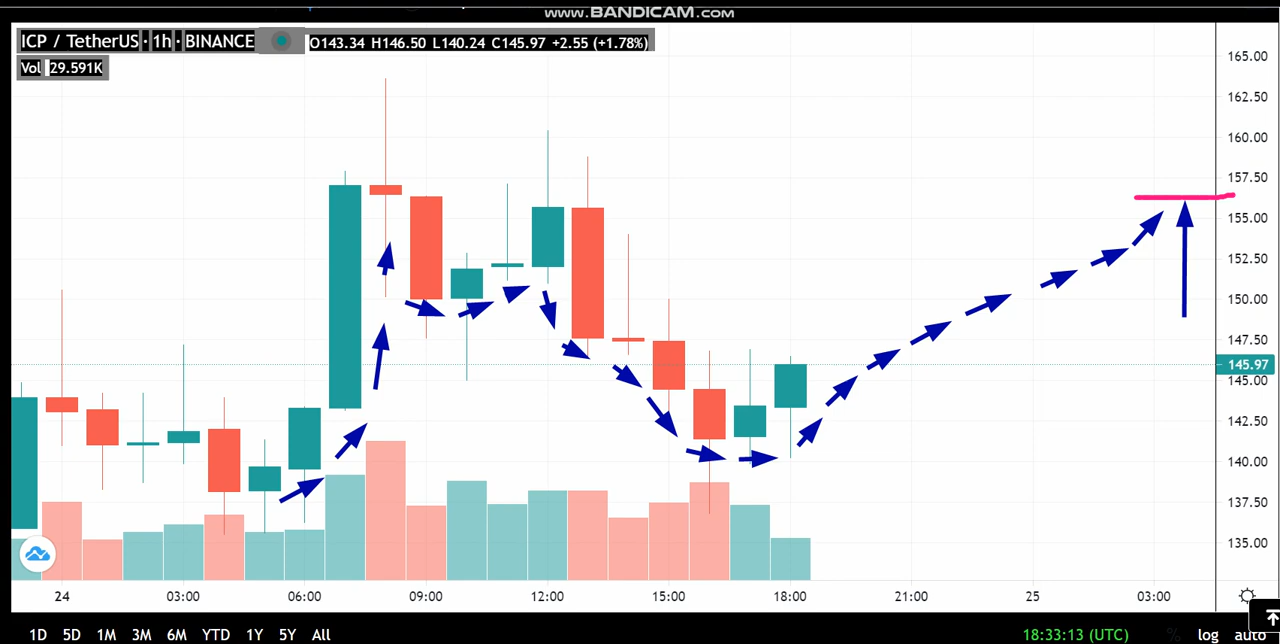 www.BANDICAM.com
ICP / TetherUS · 1h · BINANCE O143.34 H146.50 L140.24 C145.97 +2.55 (+1.78%)
Vol 29.591K
165.00
162.50
160.00
157.50
155.00
152.50
150.00
147.50
145.97
145.00
142.50
140.00
137.50
135.00
24 03:00 06:00 09:00 12:00 15:00 18:00 21:00 25 03:00
1D 5D 1M 3M 6M YTD 1Y 5Y All 18:33:13 (UTC) % log auto